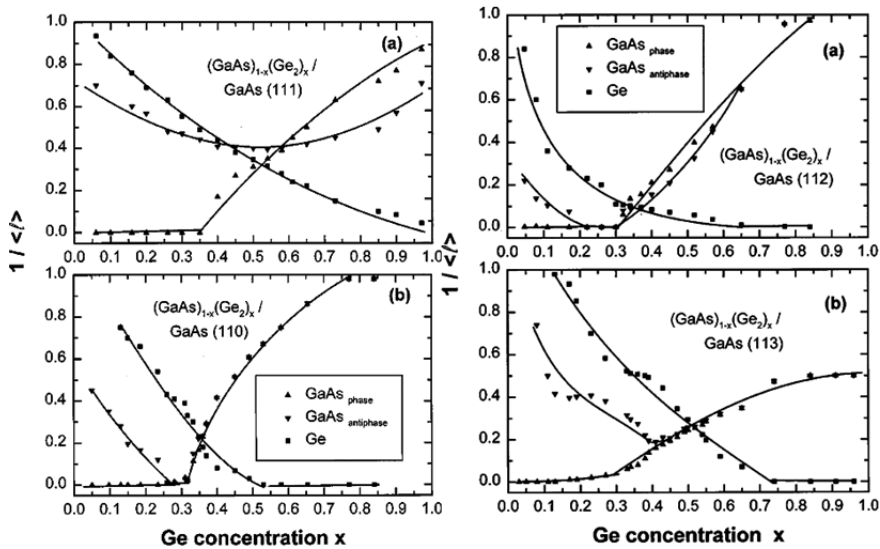 (a)
(GaAs)1-x(Ge2)x /
GaAs (111)
1.0
0.8
0.6
0.4
0.2
0.0
0.0 0.1 0.2 0.3 0.4 0.5 0.6 0.7 0.8 0.9 1.0
(b)
(GaAs)1-x(Ge2)x /
GaAs (110)
GaAs phase
GaAs antiphase
Ge
1.0
0.8
0.6
0.4
0.2
0.0
0.0 0.1 0.2 0.3 0.4 0.5 0.6 0.7 0.8 0.9 1.0
1 / <ℓ>
Ge concentration x
(a)
GaAs phase
GaAs antiphase
Ge
(GaAs)1-x(Ge2)x /
GaAs (112)
1.0
0.8
0.6
0.4
0.2
0.0
0.0 0.1 0.2 0.3 0.4 0.5 0.6 0.7 0.8 0.9 1.0
(b)
(GaAs)1-x(Ge2)x /
GaAs (113)
1.0
0.8
0.6
0.4
0.2
0.0
0.0 0.1 0.2 0.3 0.4 0.5 0.6 0.7 0.8 0.9 1.0
1 / <ℓ>
Ge concentration x